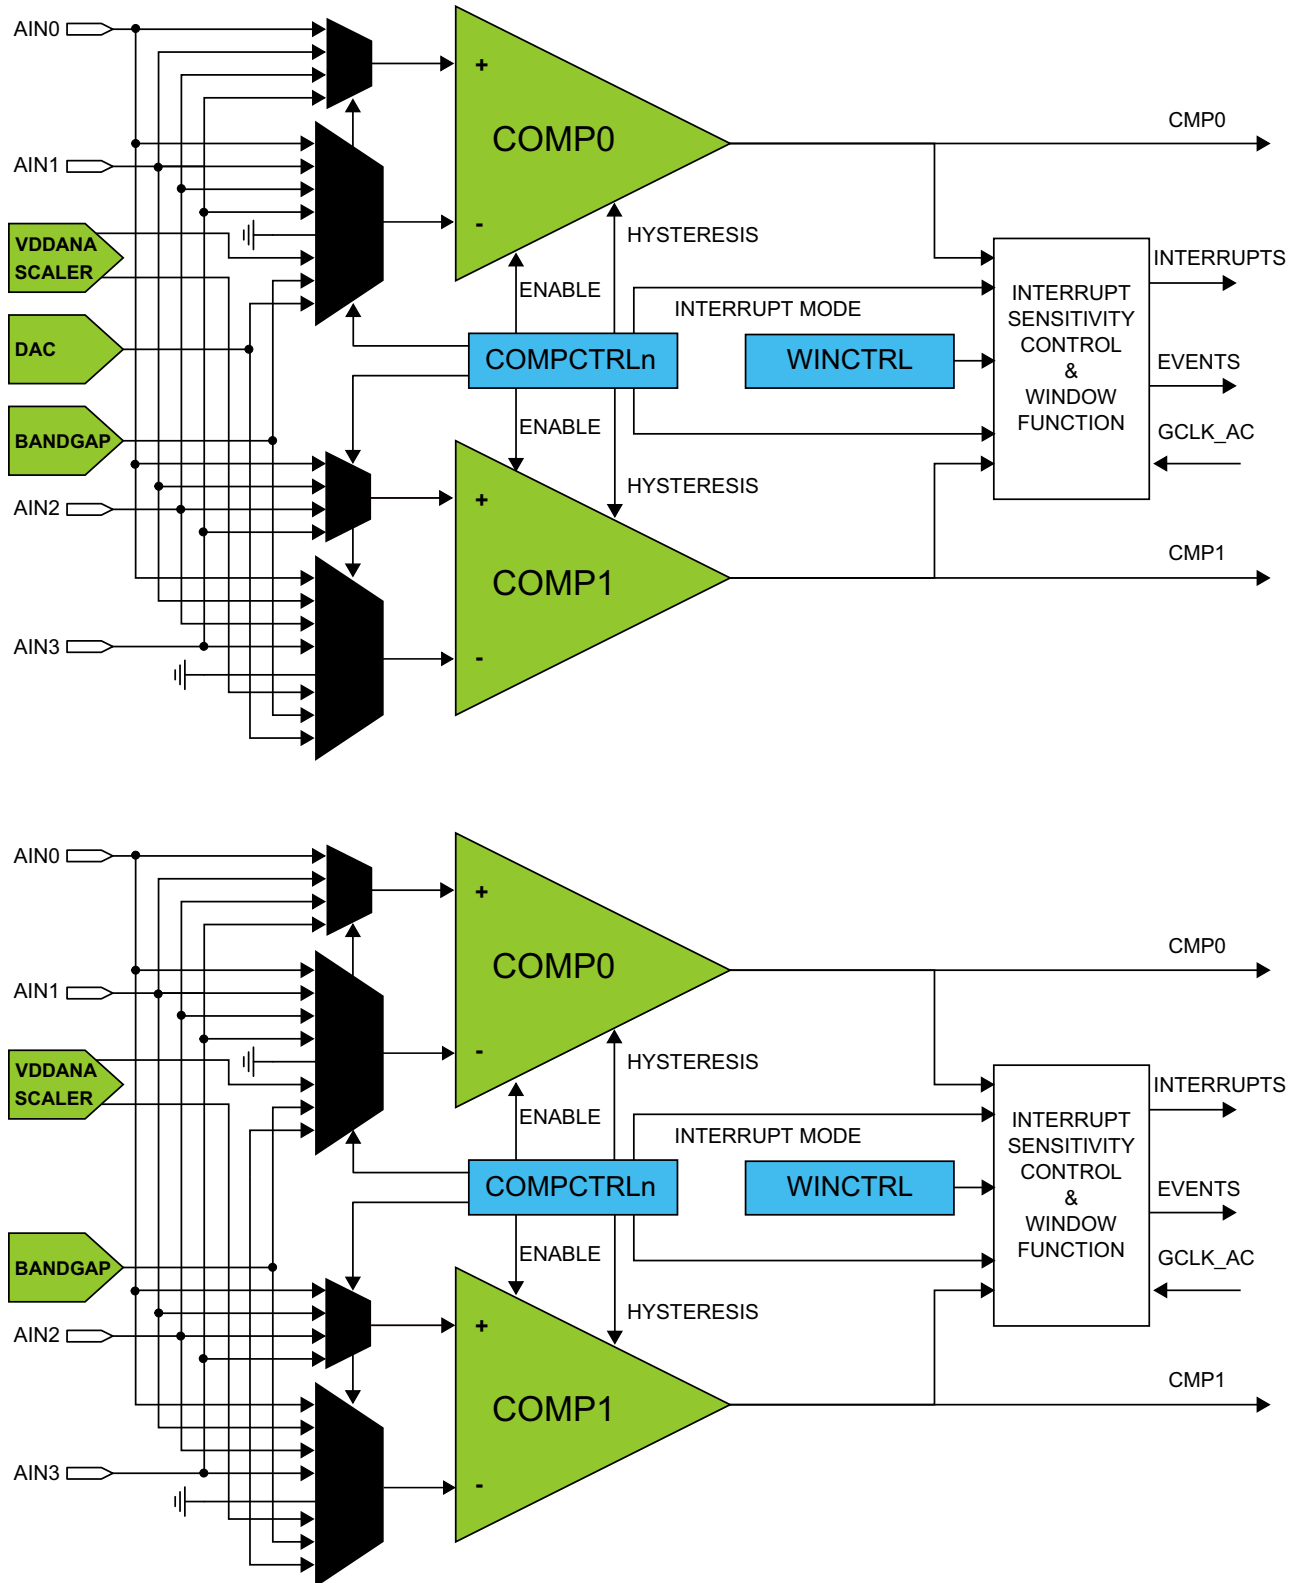 AIN0
+
COMP0
CMP0
AIN1
-
VDDANA
SCALER
HYSTERESIS
INTERRUPTS
ENABLE
INTERRUPT MODE
INTERRUPT
SENSITIVITY
CONTROL
&
WINDOW
FUNCTION
DAC
COMPCTRLn
WINCTRL
EVENTS
BANDGAP
ENABLE
GCLK_AC
HYSTERESIS
AIN2
+
CMP1
COMP1
AIN3
-
AIN0
+
COMP0
CMP0
AIN1
-
VDDANA
SCALER
HYSTERESIS
INTERRUPTS
ENABLE
INTERRUPT MODE
INTERRUPT
SENSITIVITY
CONTROL
&
WINDOW
FUNCTION
COMPCTRLn
WINCTRL
EVENTS
BANDGAP
ENABLE
GCLK_AC
HYSTERESIS
AIN2
+
CMP1
COMP1
AIN3
-